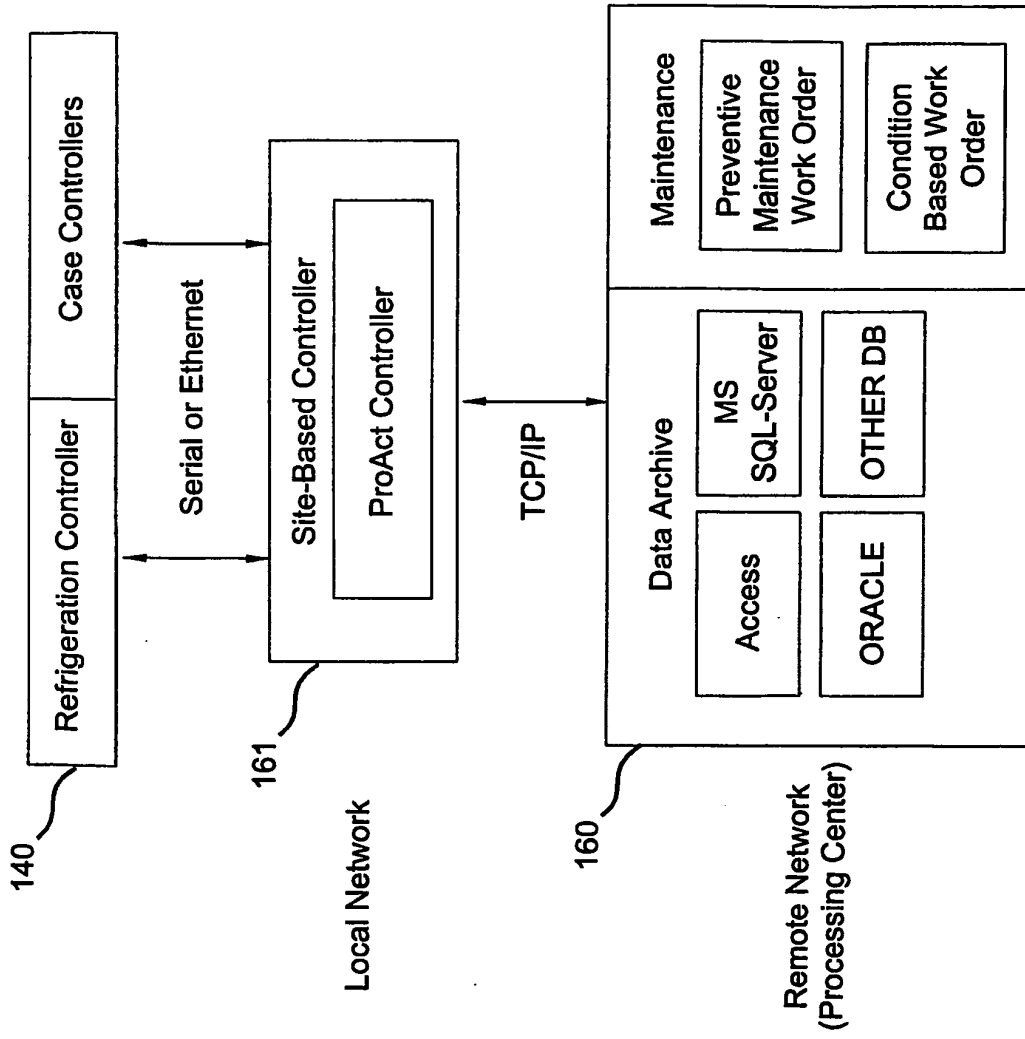 140
Refrigeration Controller
Case Controllers
Serial or Ethernet
161
Site-Based Controller
ProAct Controller
Local Network
TCP/IP
160
Data Archive
Access
MS
SQL-Server
ORACLE
OTHER DB
Maintenance
Preventive
Maintenance
Work Order
Condition
Based Work
Order
Remote Network
(Processing Center)